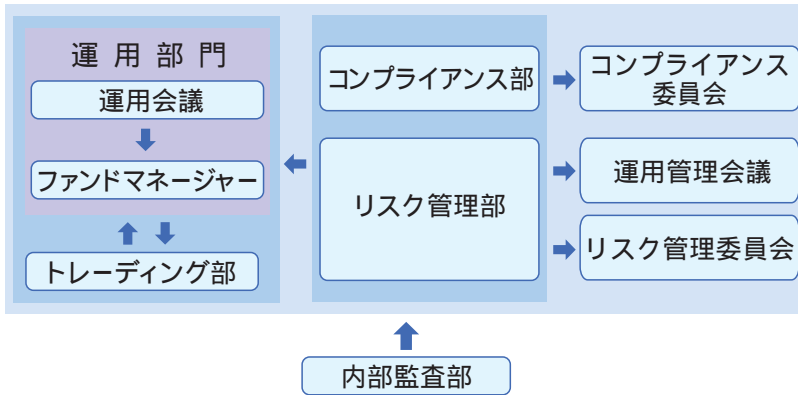 運用部門
運用会議
ファンドマネージャー
トレーディング部
コンプライアンス部
リスク管理部
コンプライアンス
委員会
運用管理会議
リスク管理委員会
内部監査部